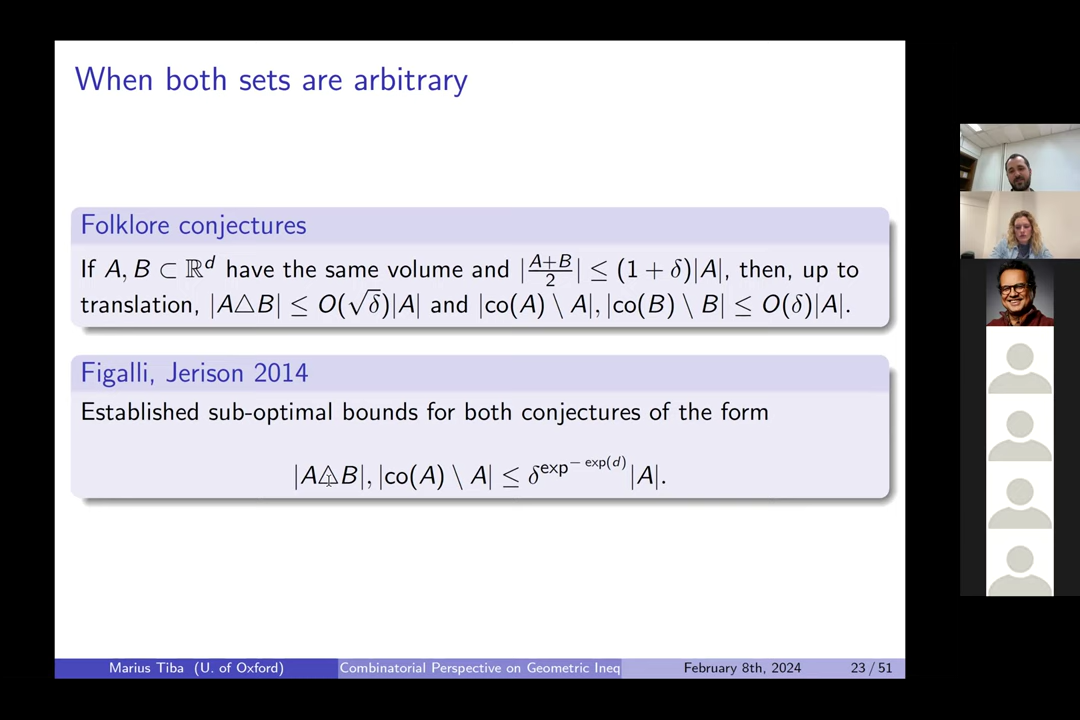 When both sets are arbitrary
Folklore conjectures
If A, B ⊂ ℝ^d have the same volume and |(A+B)/2| ≤ (1 + δ)|A|, then, up to
translation, |A△B| ≤ O(√δ)|A| and |co(A) \ A|, |co(B) \ B| ≤ O(δ)|A|.
Figalli, Jerison 2014
Established sub-optimal bounds for both conjectures of the form
|A△B|, |co(A) \ A| ≤ δ^{exp^{− exp(d)}}|A|.
Marius Tiba (U. of Oxford) Combinatorial Perspective on Geometric Ineq February 8th, 2024 23 / 51